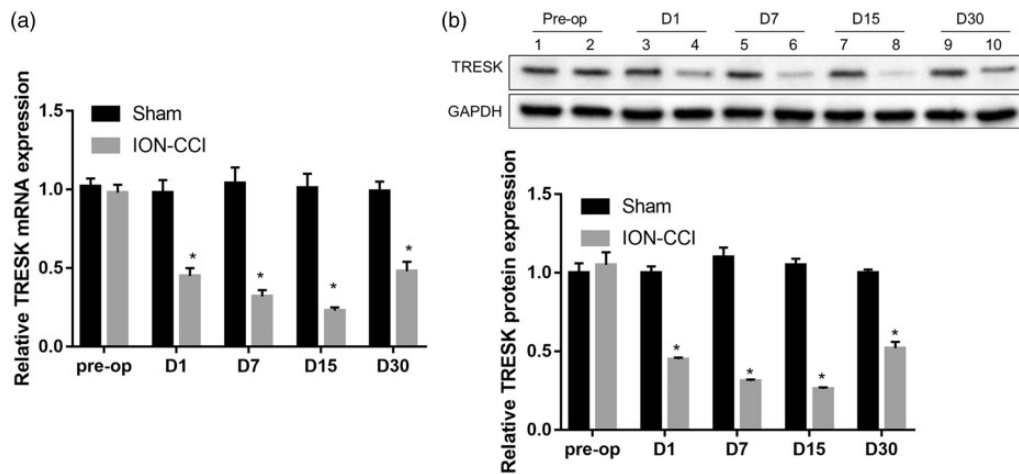 (a)
Relative TRESK mRNA expression
1.5
1.0
0.5
0.0
Sham
ION-CCI
*
*
*
*
pre-op D1 D7 D15 D30
(b)
Pre-op D1 D7 D15 D30
1 2 3 4 5 6 7 8 9 10
TRESK
GAPDH
Relative TRESK protein expression
1.5
1.0
0.5
0.0
Sham
ION-CCI
*
*
*
*
pre-op D1 D7 D15 D30